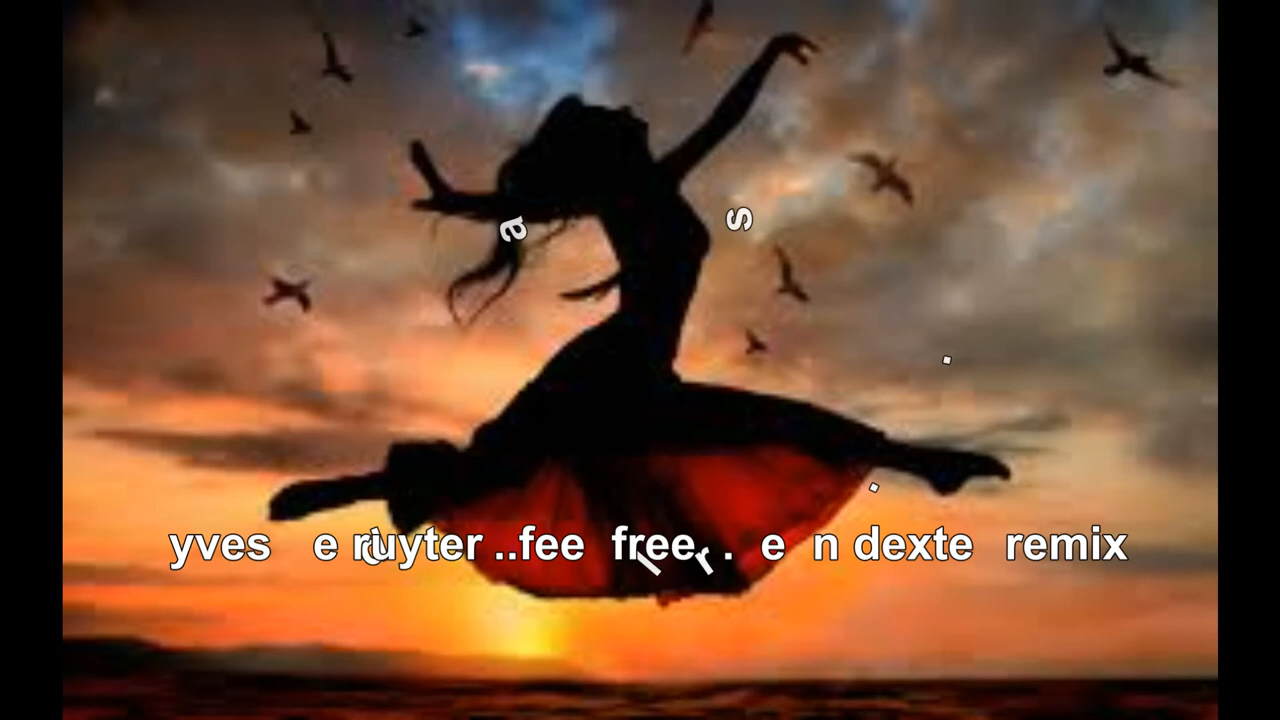 a s
yves e ruyter ..fee free . e n dexte remix